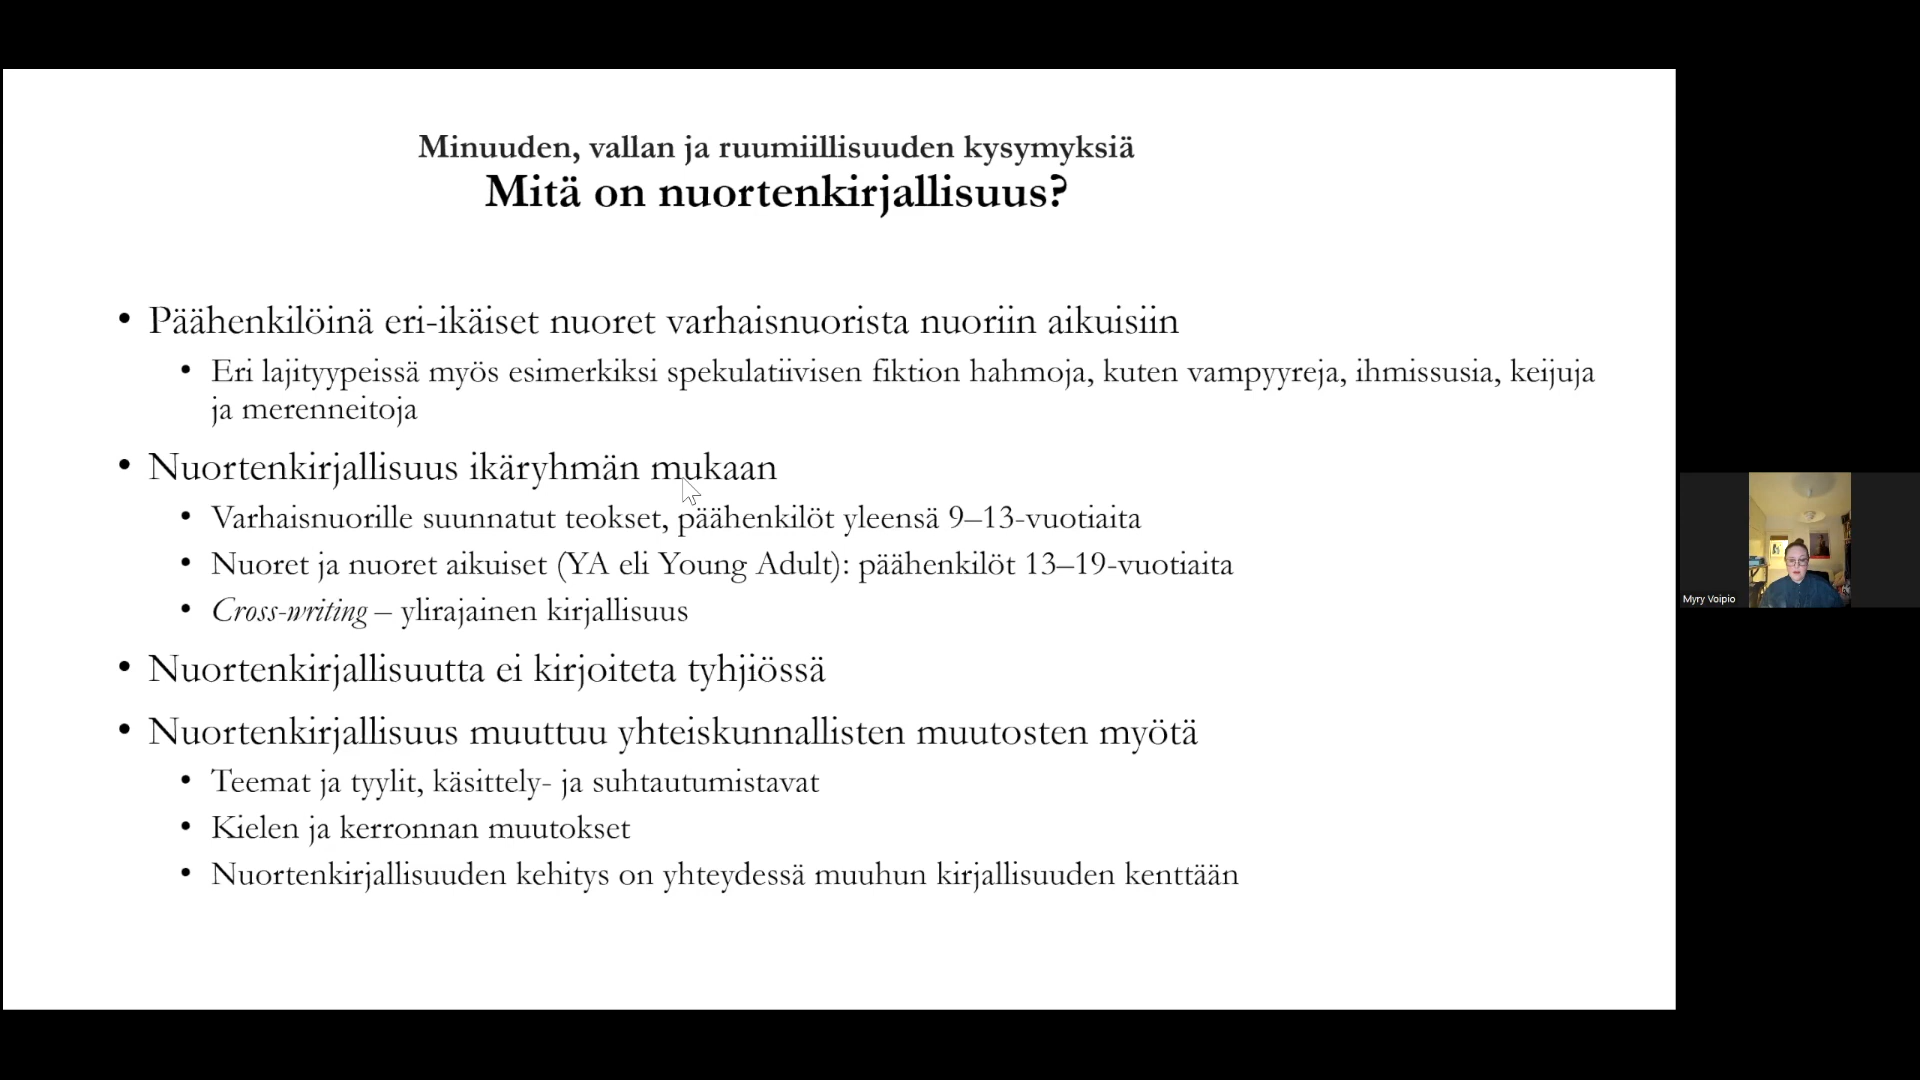 Minuuden, vallan ja ruumiillisuuden kysymyksiä
Mitä on nuortenkirjallisuus?
• Päähenkilöinä eri-ikäiset nuoret varhaisnuorista nuoriin aikuisiin
• Eri lajityypeissä myös esimerkiksi spekulatiivisen fiktion hahmoja, kuten vampyyreja, ihmissusia, keijuja
ja merenneitoja
• Nuortenkirjallisuus ikäryhmän mukaan
• Varhaisnuorille suunnatut teokset, päähenkilöt yleensä 9–13-vuotiaita
• Nuoret ja nuoret aikuiset (YA eli Young Adult): päähenkilöt 13–19-vuotiaita
• Cross-writing – ylirajainen kirjallisuus
• Nuortenkirjallisuutta ei kirjoiteta tyhjiössä
• Nuortenkirjallisuus muuttuu yhteiskunnallisten muutosten myötä
• Teemat ja tyylit, käsittely- ja suhtautumistavat
• Kielen ja kerronnan muutokset
• Nuortenkirjallisuuden kehitys on yhteydessä muuhun kirjallisuuden kenttään
Myry Voipio